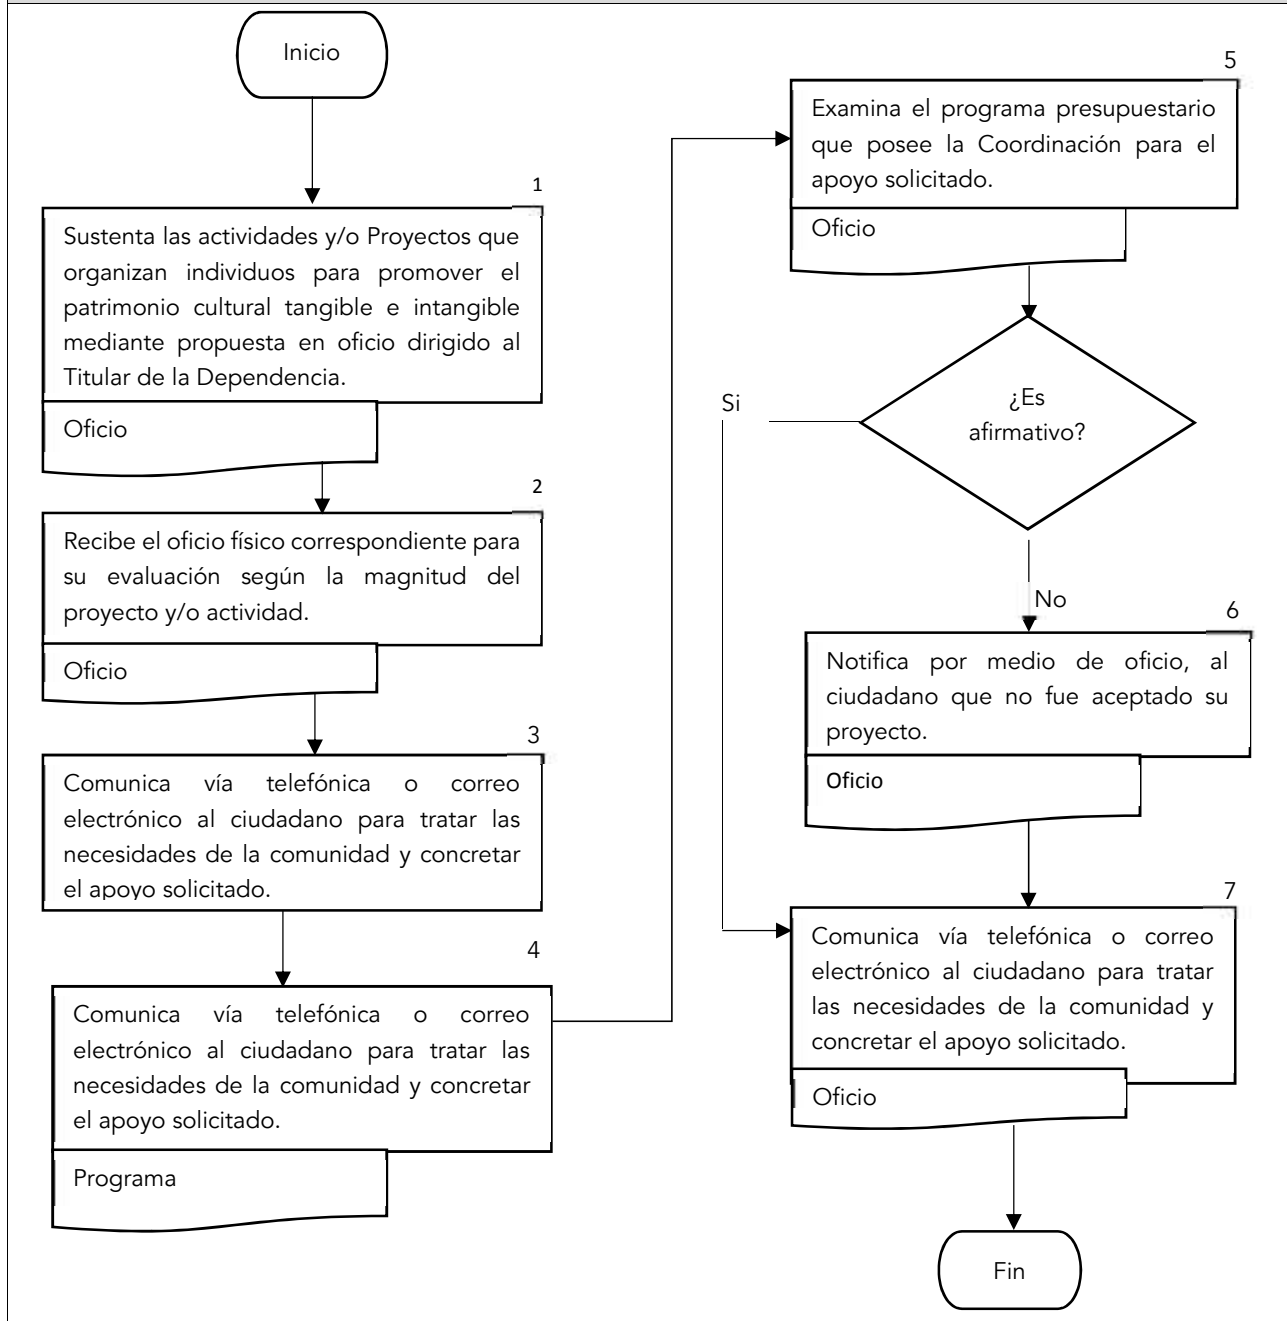 Inicio
1
Sustenta las actividades y/o Proyectos que
organizan individuos para promover el
patrimonio cultural tangible e intangible
mediante propuesta en oficio dirigido al
Titular de la Dependencia.
Oficio
2
Recibe el oficio físico correspondiente para
su evaluación según la magnitud del
proyecto y/o actividad.
Oficio
3
Comunica vía telefónica o correo
electrónico al ciudadano para tratar las
necesidades de la comunidad y concretar
el apoyo solicitado.
4
Comunica vía telefónica o correo
electrónico al ciudadano para tratar las
necesidades de la comunidad y concretar
el apoyo solicitado.
Programa
5
Examina el programa presupuestario
que posee la Coordinación para el
apoyo solicitado.
Oficio
¿Es
afirmativo?
Si
No
6
Notifica por medio de oficio, al
ciudadano que no fue aceptado su
proyecto.
Oficio
7
Comunica vía telefónica o correo
electrónico al ciudadano para tratar
las necesidades de la comunidad y
concretar el apoyo solicitado.
Oficio
Fin